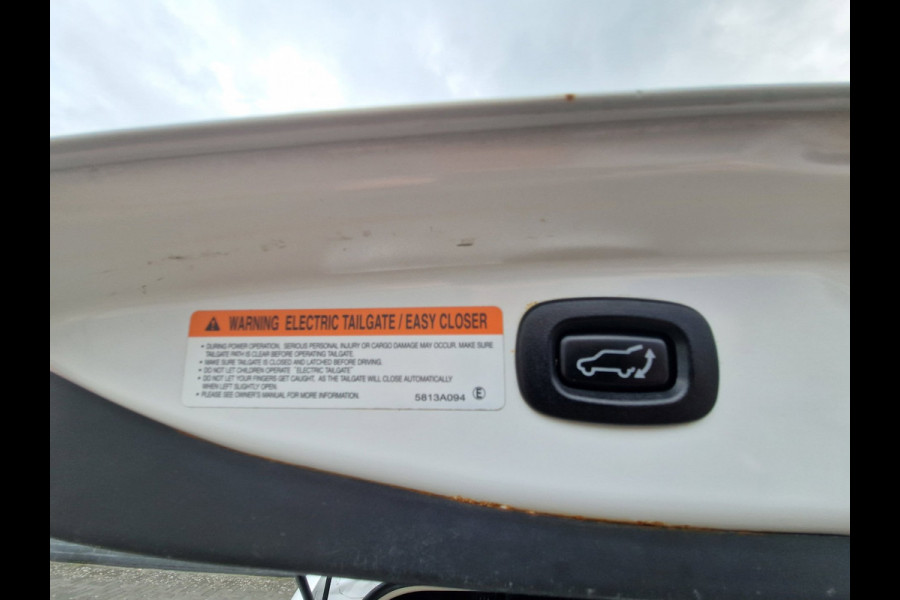 WARNING ELECTRIC TAILGATE / EASY CLOSER
• DURING POWER OPERATION, SERIOUS PERSONAL INJURY OR CARGO DAMAGE MAY OCCUR. MAKE SURE
TAILGATE PATH IS CLEAR BEFORE OPERATING TAILGATE.
• MAKE SURE TAILGATE IS CLOSED AND LATCHED BEFORE DRIVING.
• DO NOT LET CHILDREN OPERATE ¨ELECTRIC TAILGATE¨
• DO NOT LET YOUR FINGERS GET CAUGHT, AS THE TAILGATE WILL CLOSE AUTOMATICALLY
WHEN LEFT SLIGHTLY OPEN.
• PLEASE SEE OWNER'S MANUAL FOR MORE INFORMATION.
5813A094 Ⓔ